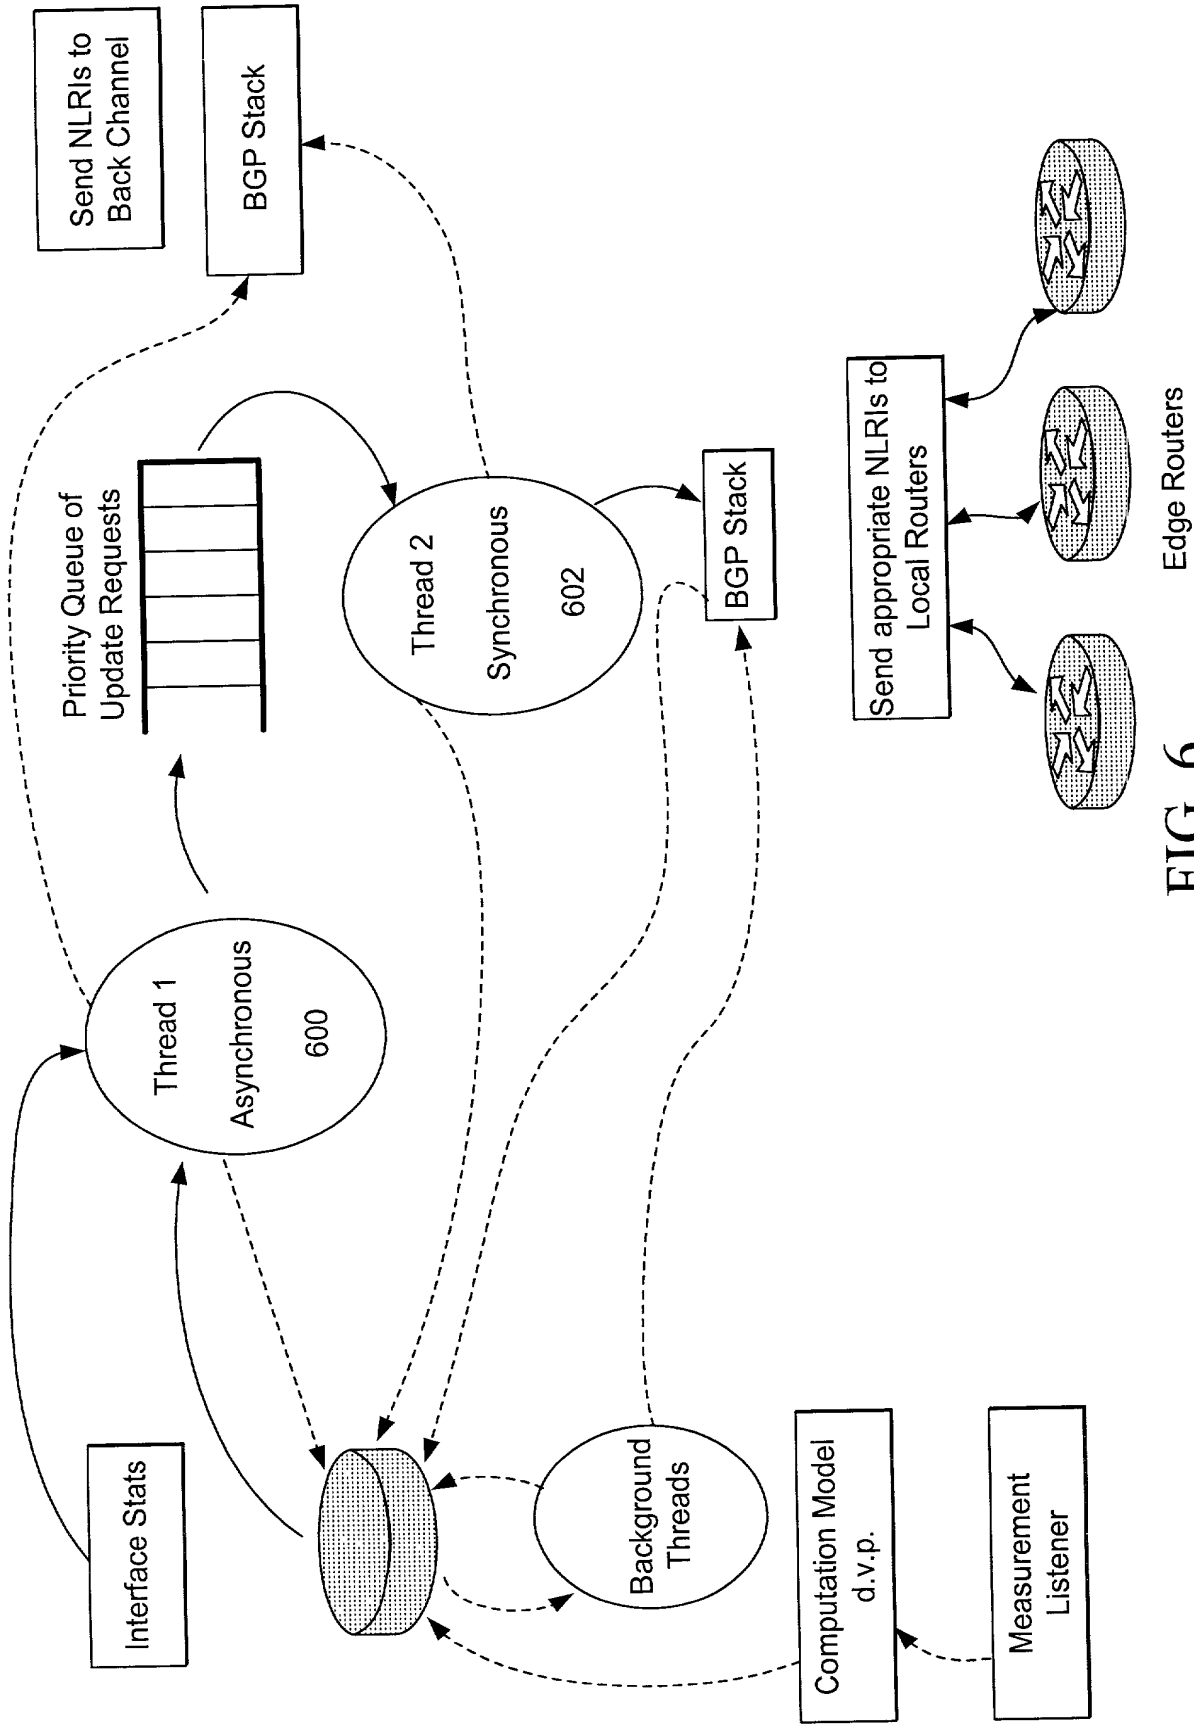 Interface Stats
Thread 1
Asynchronous
600
Priority Queue of
Update Requests
Send NLRIs to
Back Channel
BGP Stack
Thread 2
Synchronous
602
Background
Threads
BGP Stack
Computation Model
d.v.p.
Send appropriate NLRIs to
Local Routers
Measurement
Listener
Edge Routers
FIG. 6